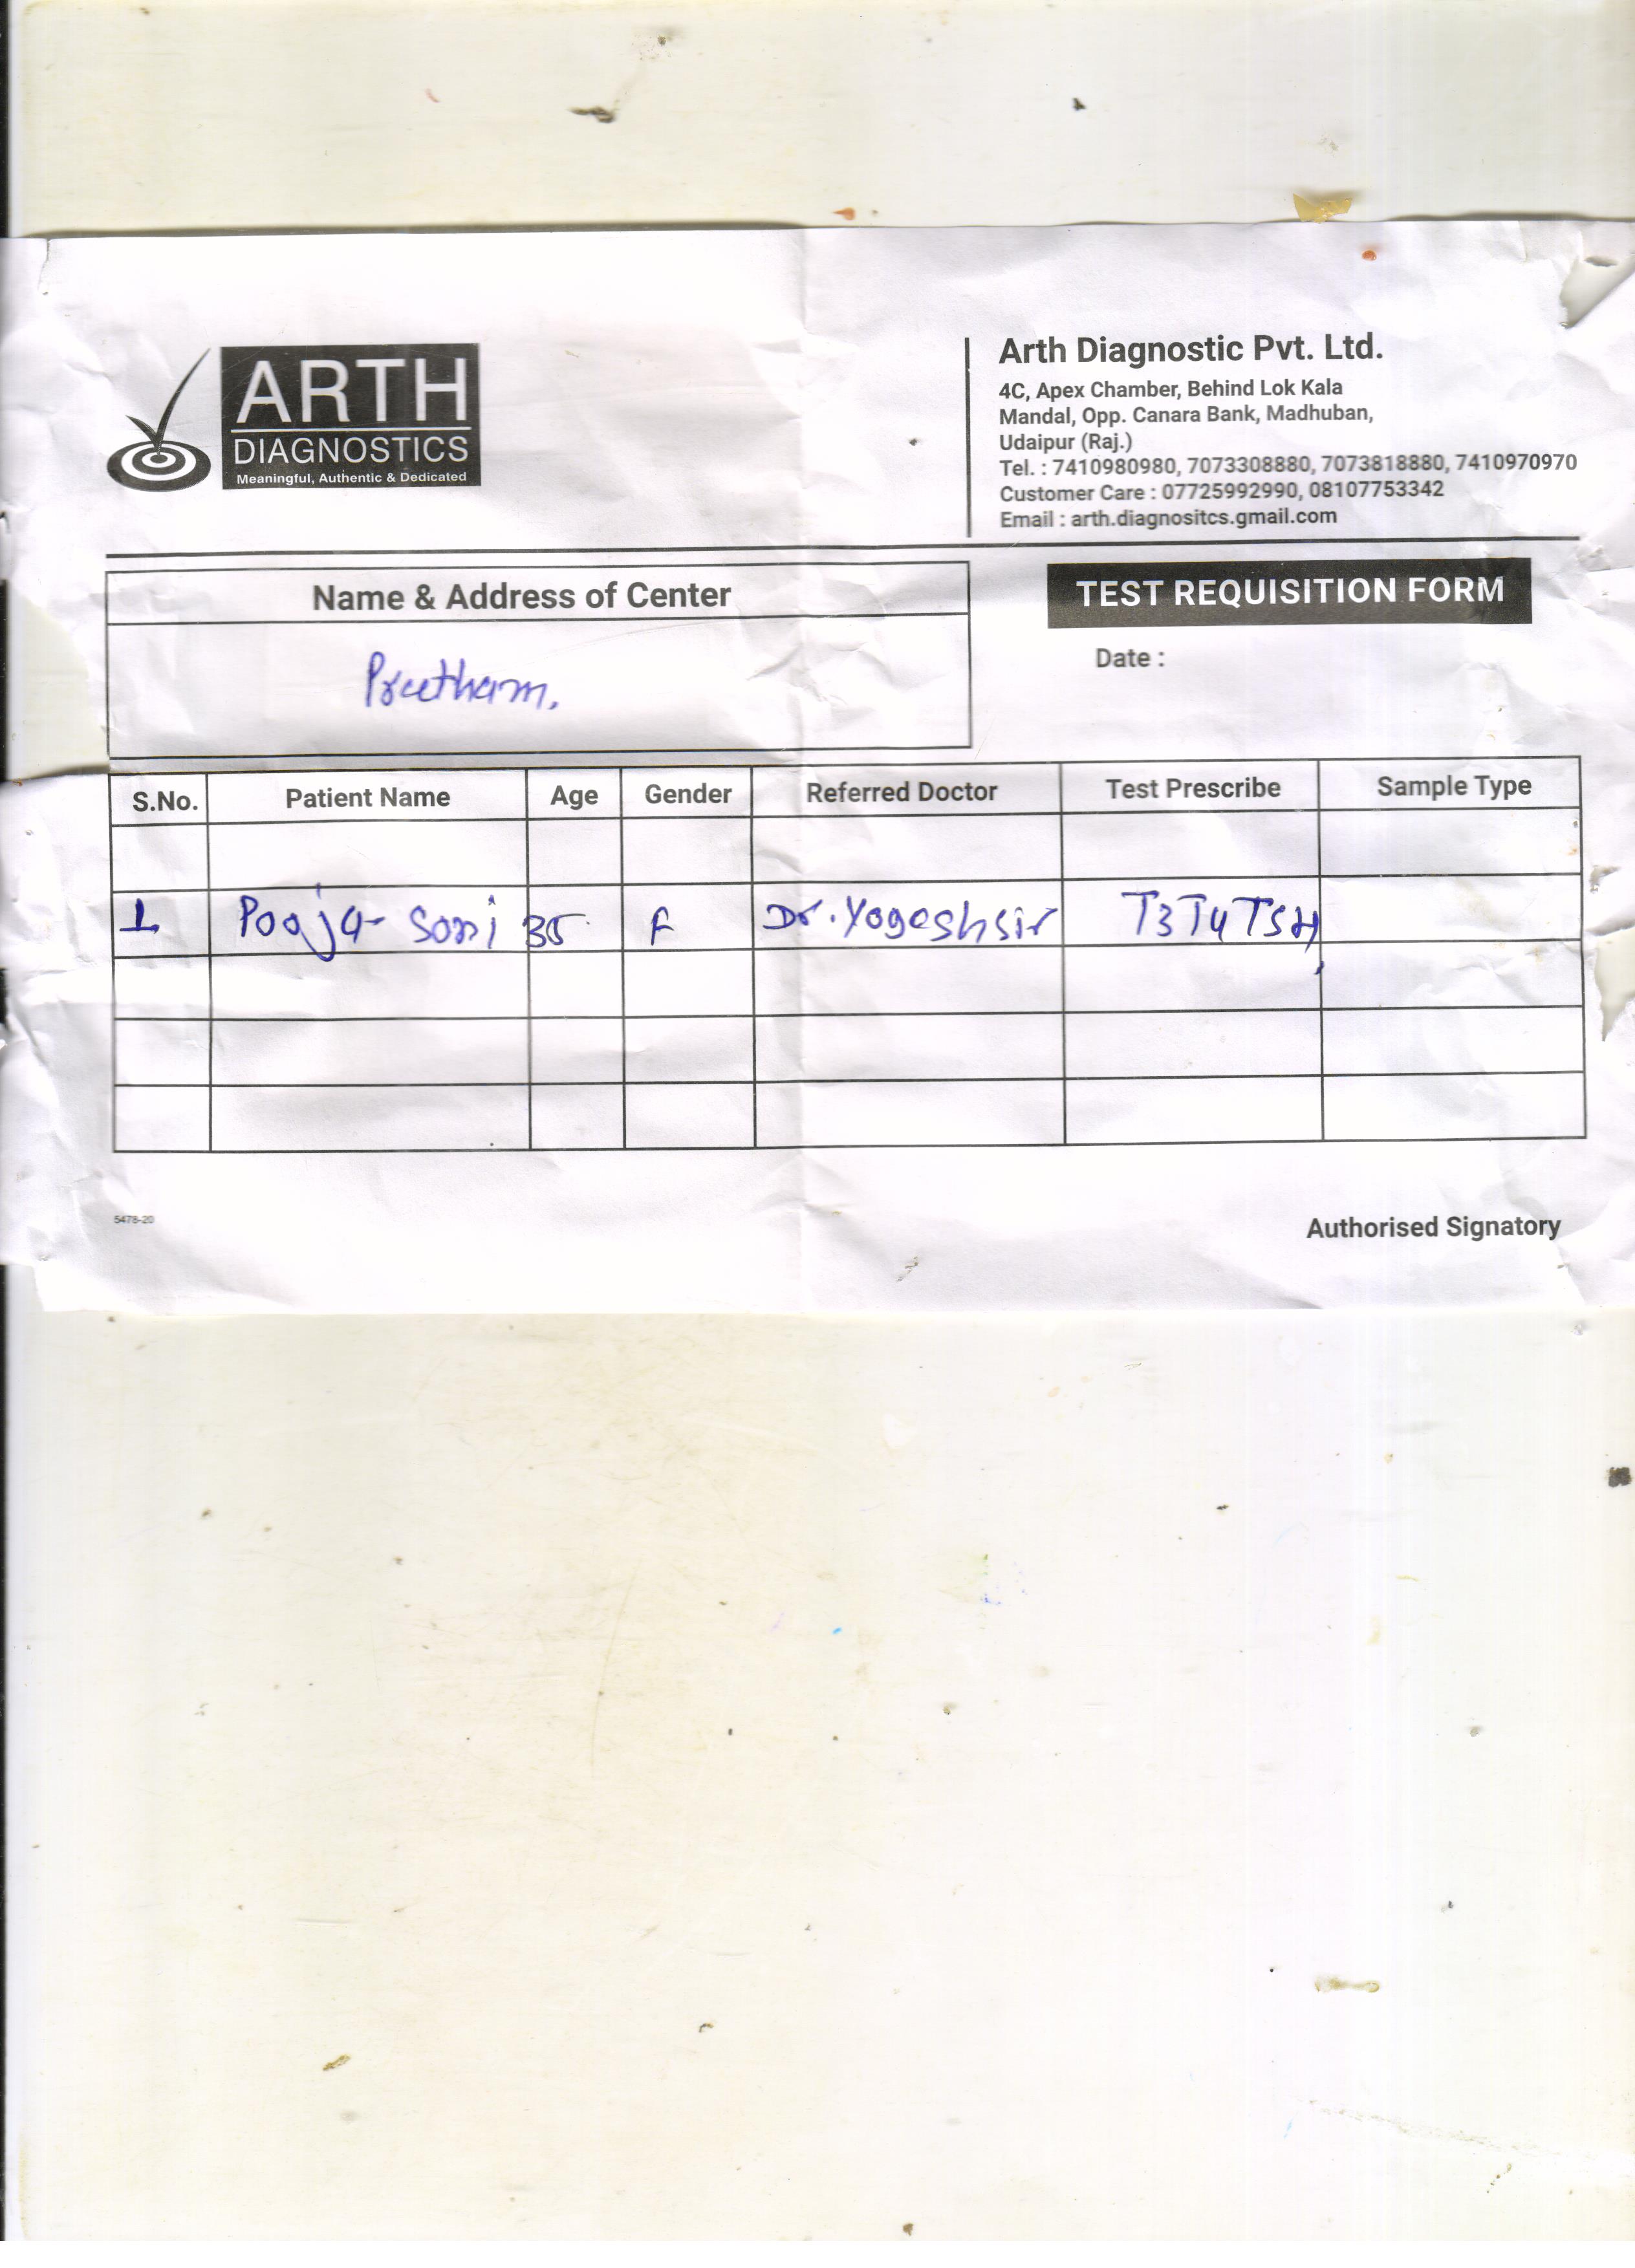 ARTH
DIAGNOSTICS
Meaningful, Authentic & Dedicated
Arth Diagnostic Pvt. Ltd.
4C, Apex Chamber, Behind Lok Kala
Mandal, Opp. Canara Bank, Madhuban,
Udaipur (Raj.)
Tel. : 7410980980, 7073308880, 7073818880, 7410970970
Customer Care : 07725992990, 08107753342
Email : arth.diagnositcs.gmail.com
Name & Address of Center
Preetham.
TEST REQUISITION FORM
Date :
S.No. Patient Name Age Gender Referred Doctor Test Prescribe Sample Type
1 Pooja Soni 35 F Dr. Yogesh sir T3T4TSH
5478-20
Authorised Signatory